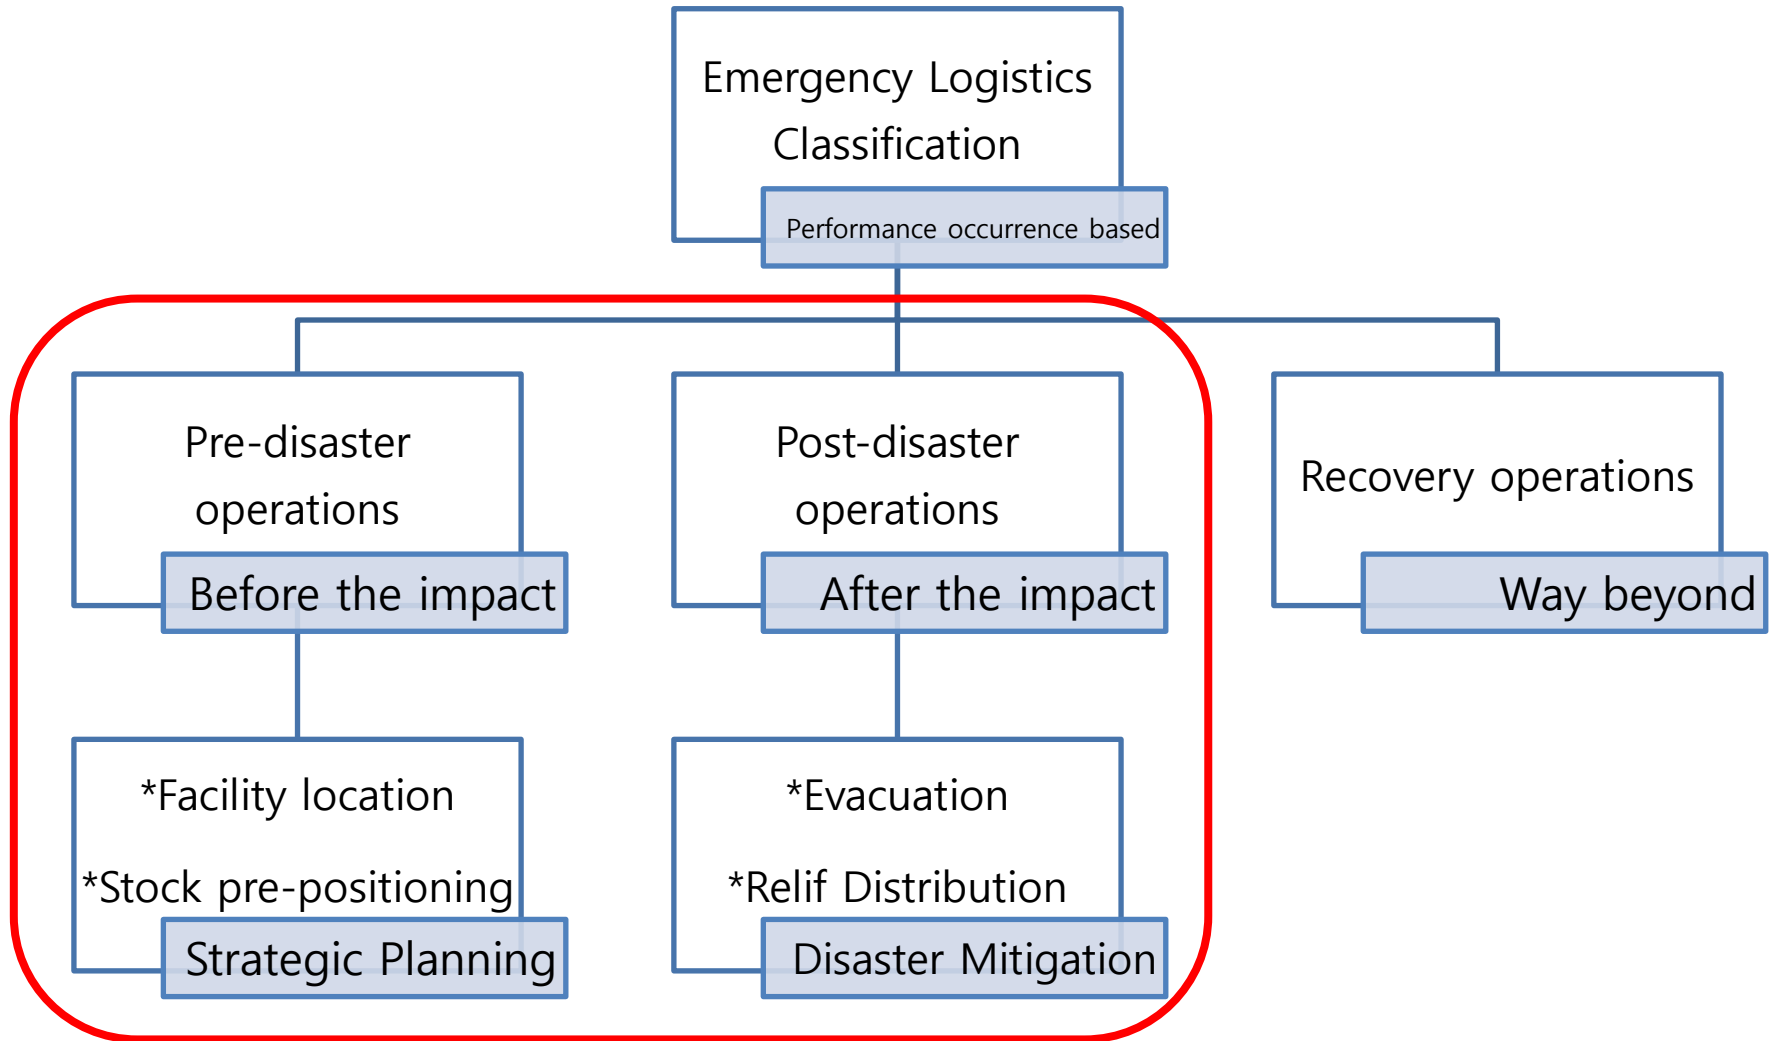 Emergency Logistics
Classification
Performance occurrence based
Pre-disaster
operations
Before the impact
Post-disaster
operations
After the impact
Recovery operations
Way beyond
*Facility location
*Stock pre-positioning
Strategic Planning
*Evacuation
*Relif Distribution
Disaster Mitigation